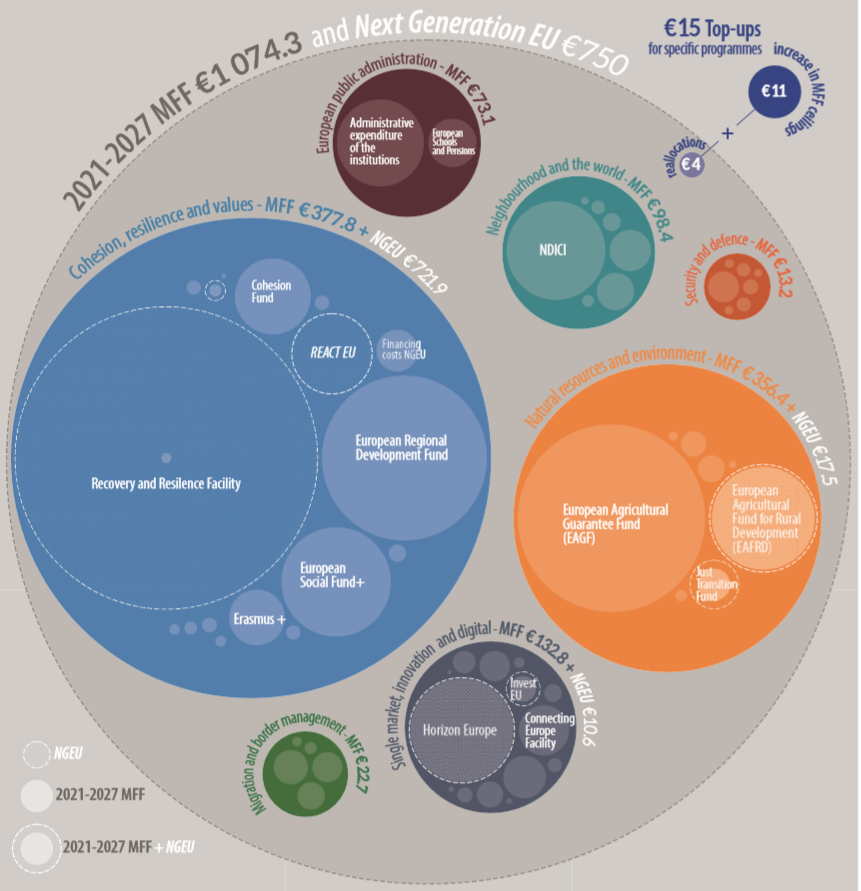 2021-2027 MFF €1 074.3 and Next Generation EU €750
€15 Top-ups
for specific programmes
increase in MFF ceilings
€11
+
reallocations
€4
European public administration - MFF €73.1
Administrative
expenditure
of the
institutions
European
Schools
and Pensions
Neighbourhood and the world - MFF €98.4
NDICI
Security and defence - MFF €13.2
Cohesion, resilience and values - MFF €377.8 + NGEU €721.9
Cohesion
Fund
REACT EU
Financing
costs NGEU
European Regional
Development Fund
Recovery and Resilence Facility
European
Social Fund+
Erasmus +
Natural resources and environment - MFF €356.4 + NGEU €17.5
European Agricultural
Guarantee Fund
(EAGF)
European
Agricultural
Fund for Rural
Development
(EAFRD)
Just
Transition
Fund
Single market, innovation and digital - MFF €132.8 + NGEU €10.6
Invest
EU
Horizon Europe
Connecting
Europe
Facility
Migration and border management - MFF €22.7
NGEU
2021-2027 MFF
2021-2027 MFF + NGEU